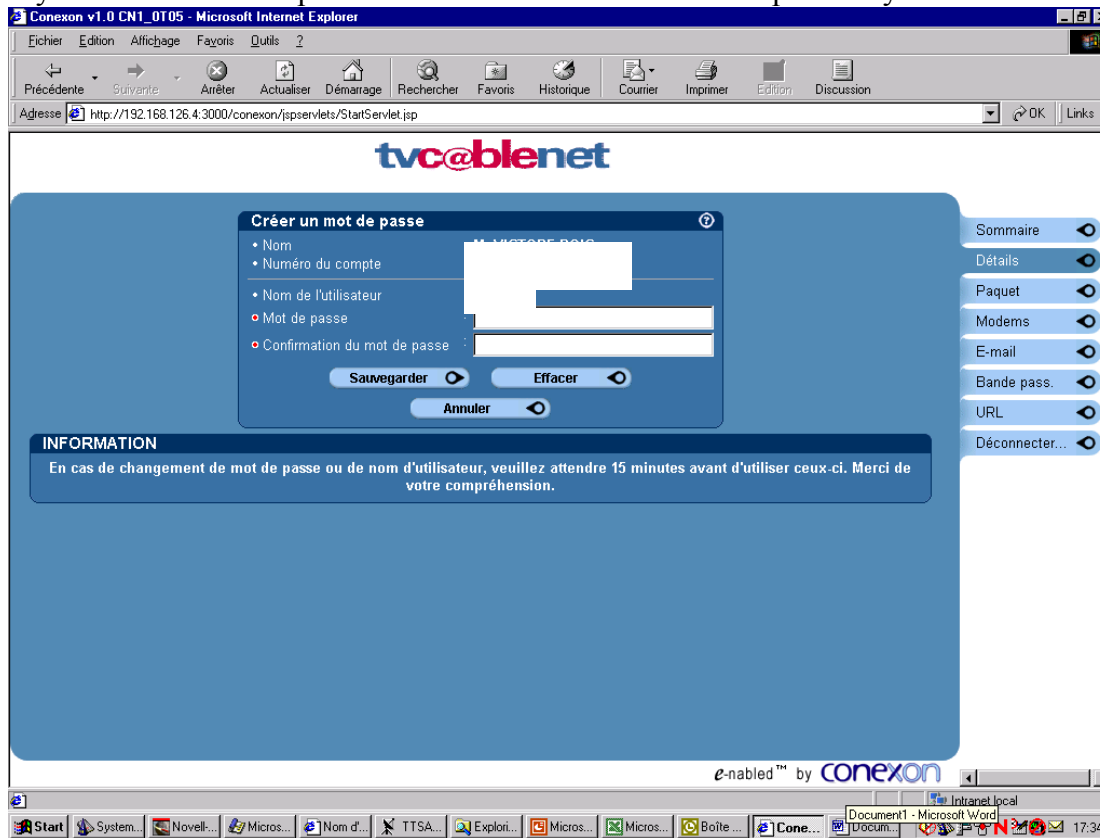 Conexon v1.0 CN1_0T05 - Microsoft Internet Explorer
Fichier Edition Affichage Favoris Outils ?
Précédente Suivante Arrêter Actualiser Démarrage Rechercher Favoris Historique Courrier Imprimer Edition Discussion
Adresse http://192.168.126.4:3000/conexon/jspservlets/StartServlet.jsp OK Links
tvc@blenet
Créer un mot de passe ?
• Nom
• Numéro du compte
• Nom de l'utilisateur
Mot de passe :
Confirmation du mot de passe :
Sauvegarder Effacer
Annuler
Sommaire
Détails
Paquet
Modems
E-mail
Bande pass.
URL
Déconnecter...
INFORMATION
En cas de changement de mot de passe ou de nom d'utilisateur, veuillez attendre 15 minutes avant d'utiliser ceux-ci. Merci de
votre compréhension.
e-nabled™ by conexon
Intranet local
Document1 - Microsoft Word
Start System... Novell-... Micros... Nom d'... TTSA... Explori... Micros... Micros... Boîte ... Cone... Docum... 17:34